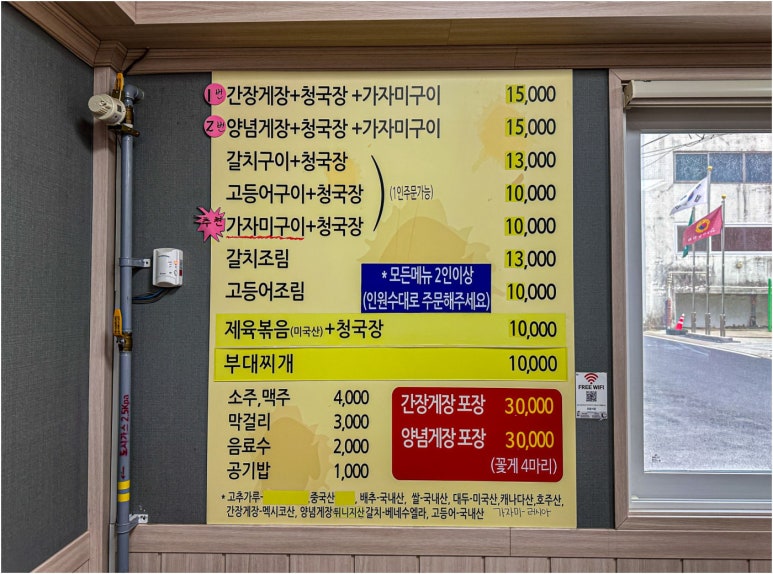 1번 간장게장+청국장+가자미구이 15,000
2번 양념게장+청국장+가자미구이 15,000
갈치구이+청국장 13,000
고등어구이+청국장 (1인주문가능) 10,000
추천 가자미구이+청국장 10,000
갈치조림 13,000
고등어조림 10,000
*모든메뉴 2인이상
(인원수대로 주문해주세요)
제육볶음(미국산)+청국장 10,000
부대찌개 10,000
소주,맥주 4,000
막걸리 3,000
음료수 2,000
공기밥 1,000
간장게장 포장 30,000
양념게장 포장 30,000
(꽃게 4마리)
*고추가루- 중국산 , 배추-국내산, 쌀-국내산, 대두-미국산,캐나다산,호주산,
간장게장-멕시코산, 양념게장튀니지산갈치-베네수엘라, 고등어-국내산 가자미-러시아
FREE WIFI